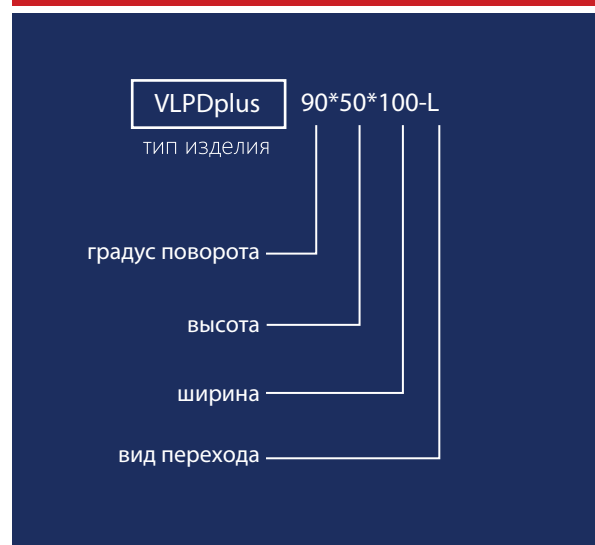 VLPDplus 90*50*100-L
тип изделия
градус поворота
высота
ширина
вид перехода